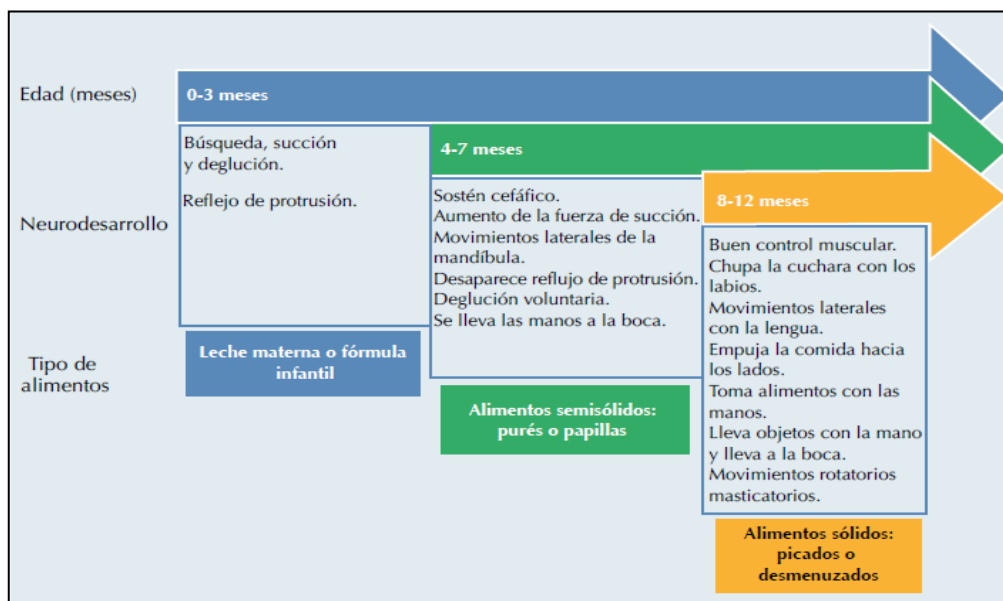 Edad (meses)
0-3 meses
Búsqueda, succión
y deglución.
Reflejo de protrusión.
4-7 meses
Neurodesarrollo
Sostén cefáfico.
Aumento de la fuerza de succión.
Movimientos laterales de la
mandíbula.
Desaparece reflujo de protrusión.
Deglución voluntaria.
Se lleva las manos a la boca.
8-12 meses
Buen control muscular.
Chupa la cuchara con los
labios.
Movimientos laterales
con la lengua.
Empuja la comida hacia
los lados.
Toma alimentos con las
manos.
Lleva objetos con la mano
y lleva a la boca.
Movimientos rotatorios
masticatorios.
Tipo de
alimentos
Leche materna o fórmula
infantil
Alimentos semisólidos:
purés o papillas
Alimentos sólidos:
picados o
desmenuzados